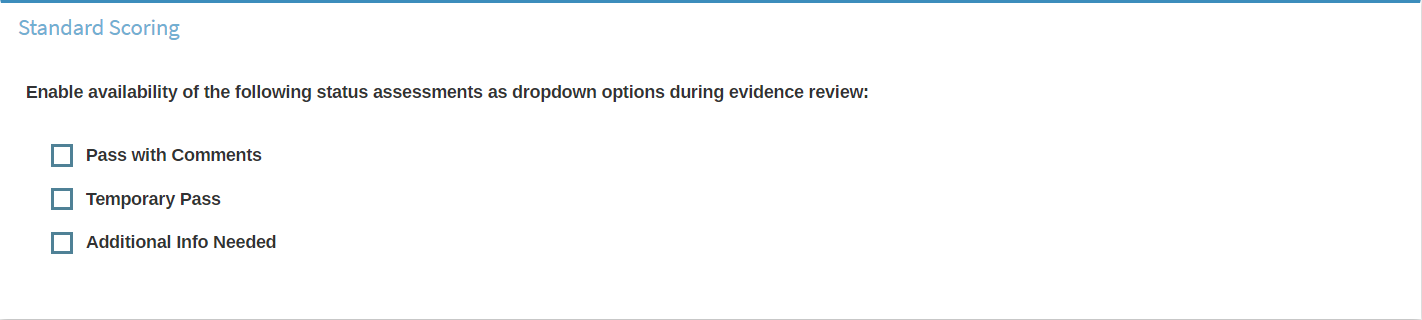 Standard Scoring
Enable availability of the following status assessments as dropdown options during evidence review:
Pass with Comments
Temporary Pass
Additional Info Needed